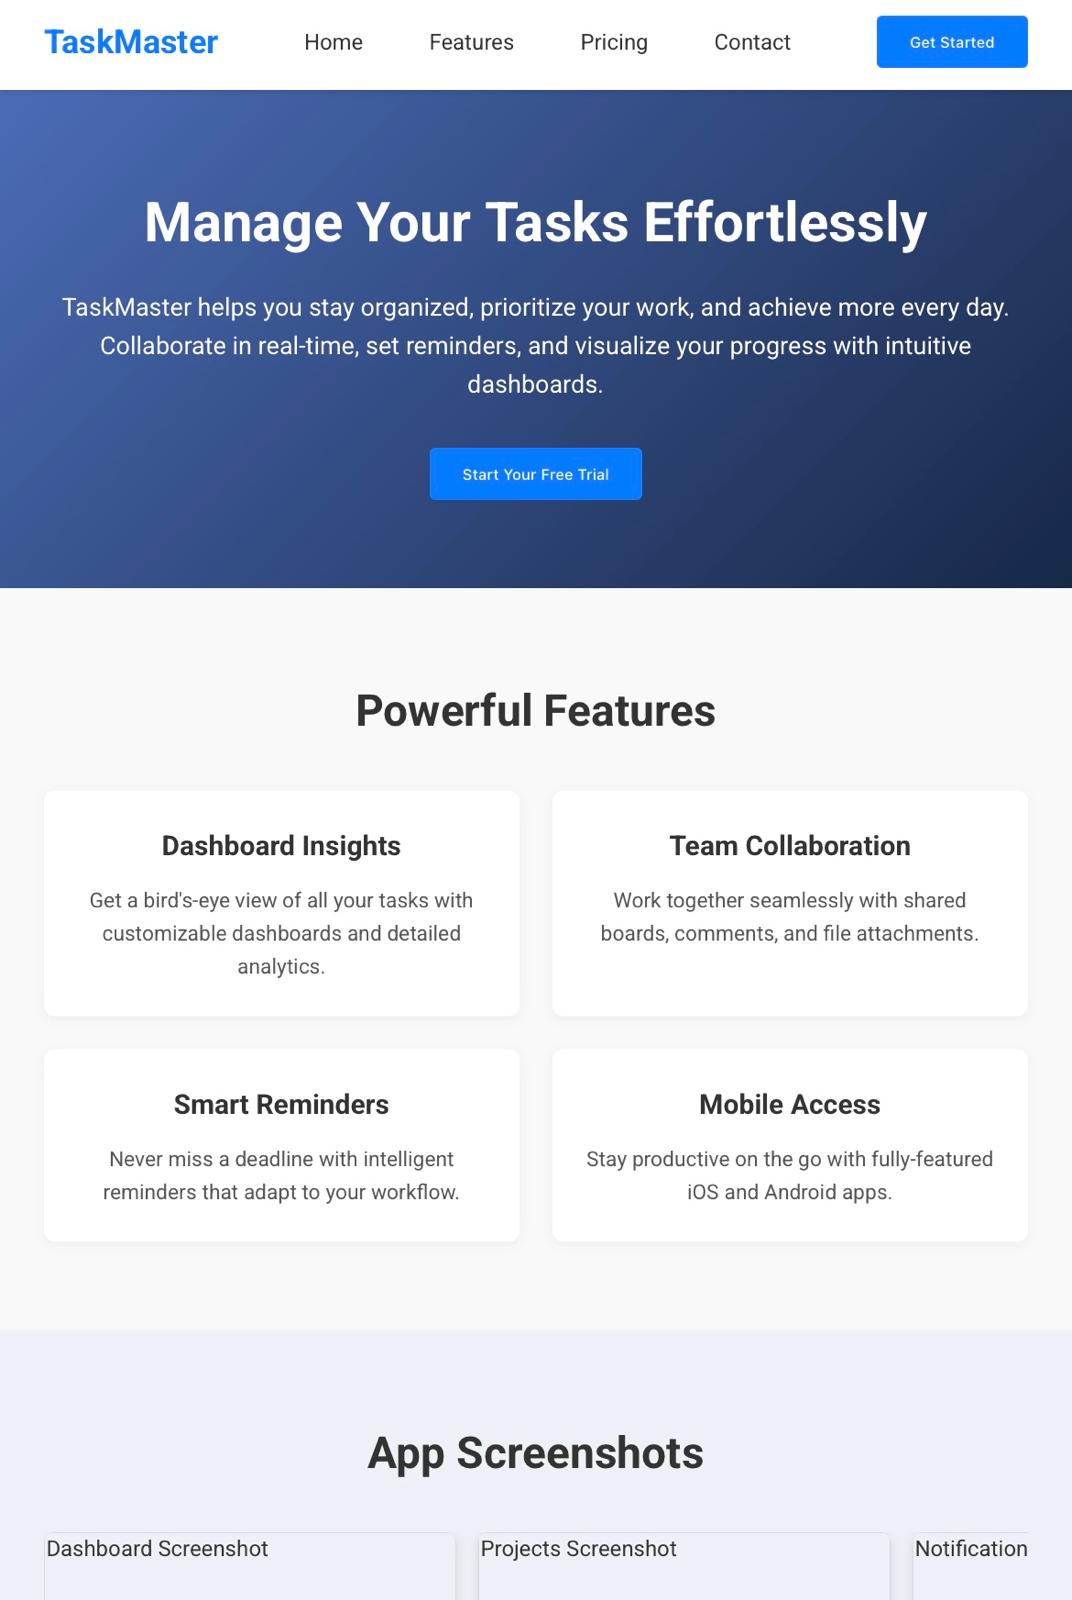 TaskMaster
Home
Features
Pricing
Contact
Get Started
Manage Your Tasks Effortlessly
TaskMaster helps you stay organized, prioritize your work, and achieve more every day.
Collaborate in real-time, set reminders, and visualize your progress with intuitive
dashboards.
Start Your Free Trial
Powerful Features
Dashboard Insights
Get a bird's-eye view of all your tasks with
customizable dashboards and detailed
analytics.
Team Collaboration
Work together seamlessly with shared
boards, comments, and file attachments.
Smart Reminders
Never miss a deadline with intelligent
reminders that adapt to your workflow.
Mobile Access
Stay productive on the go with fully-featured
iOS and Android apps.
App Screenshots
Dashboard Screenshot
Projects Screenshot
Notification